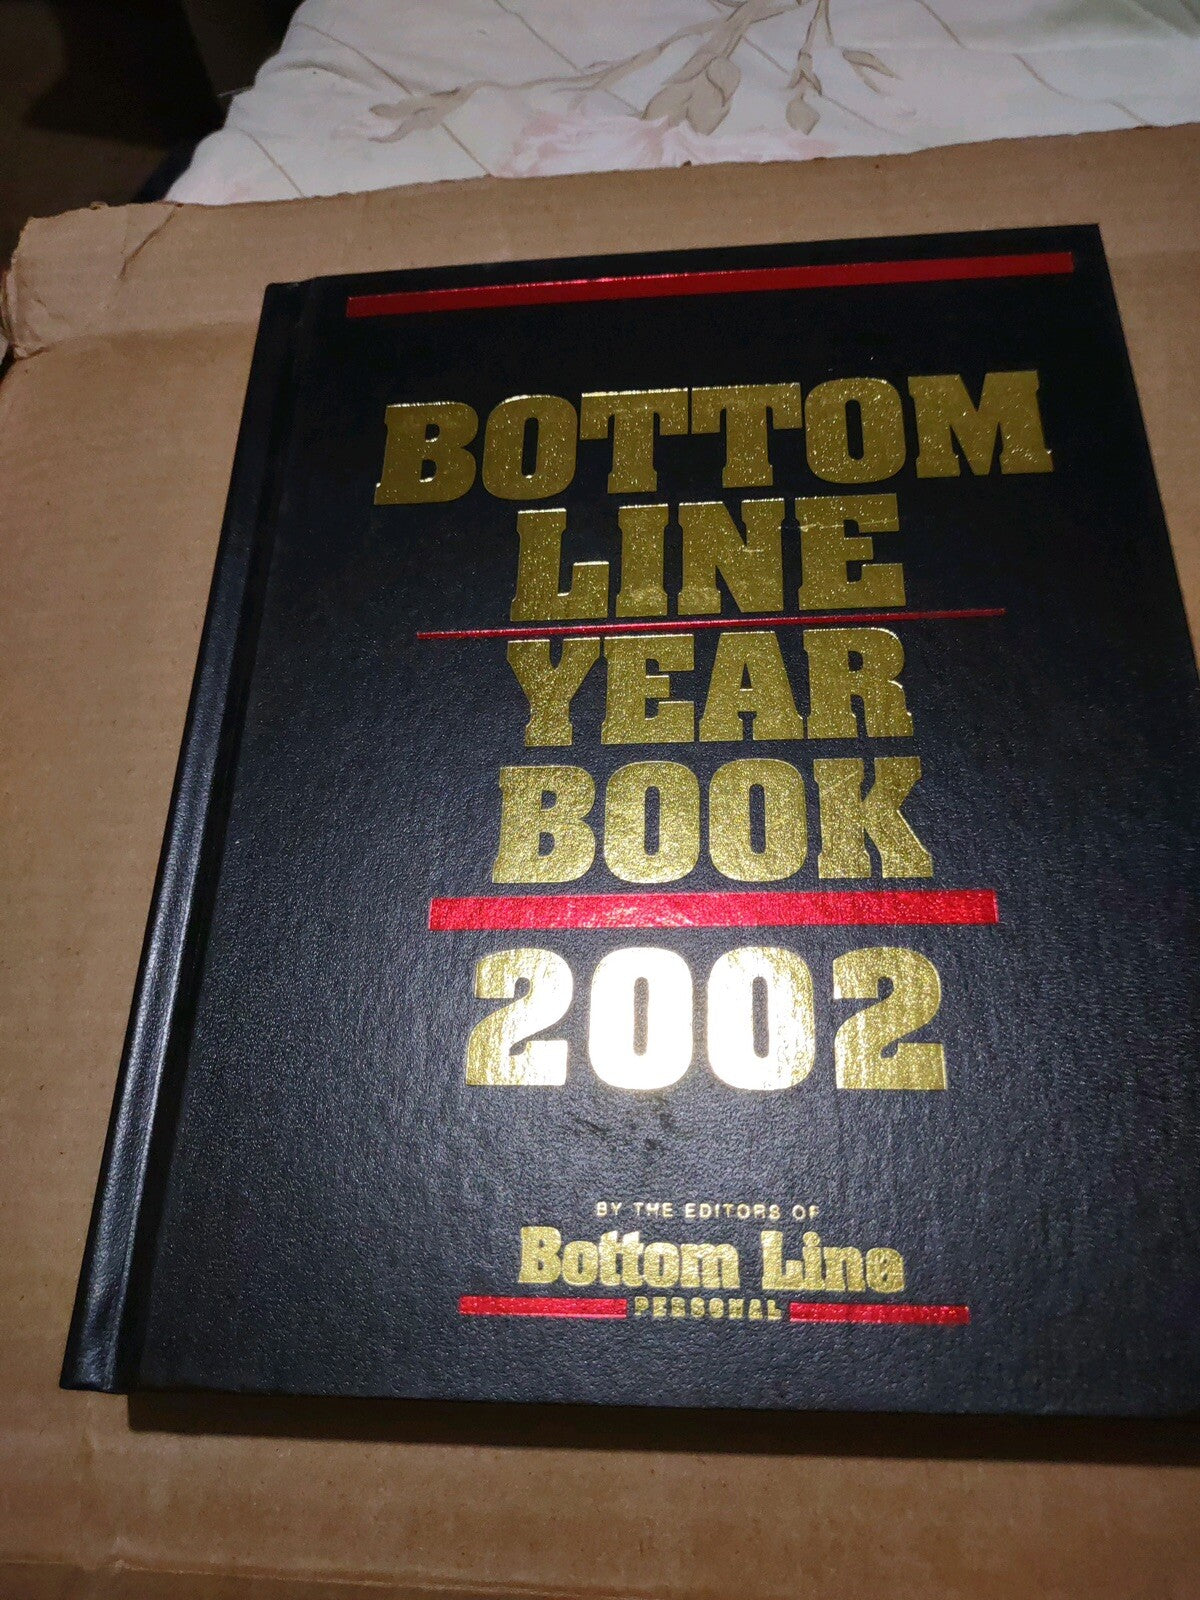 BOTTOM
LINE
YEAR
BOOK
2002
BY THE EDITORS OF
Bottom Line
PERSONAL